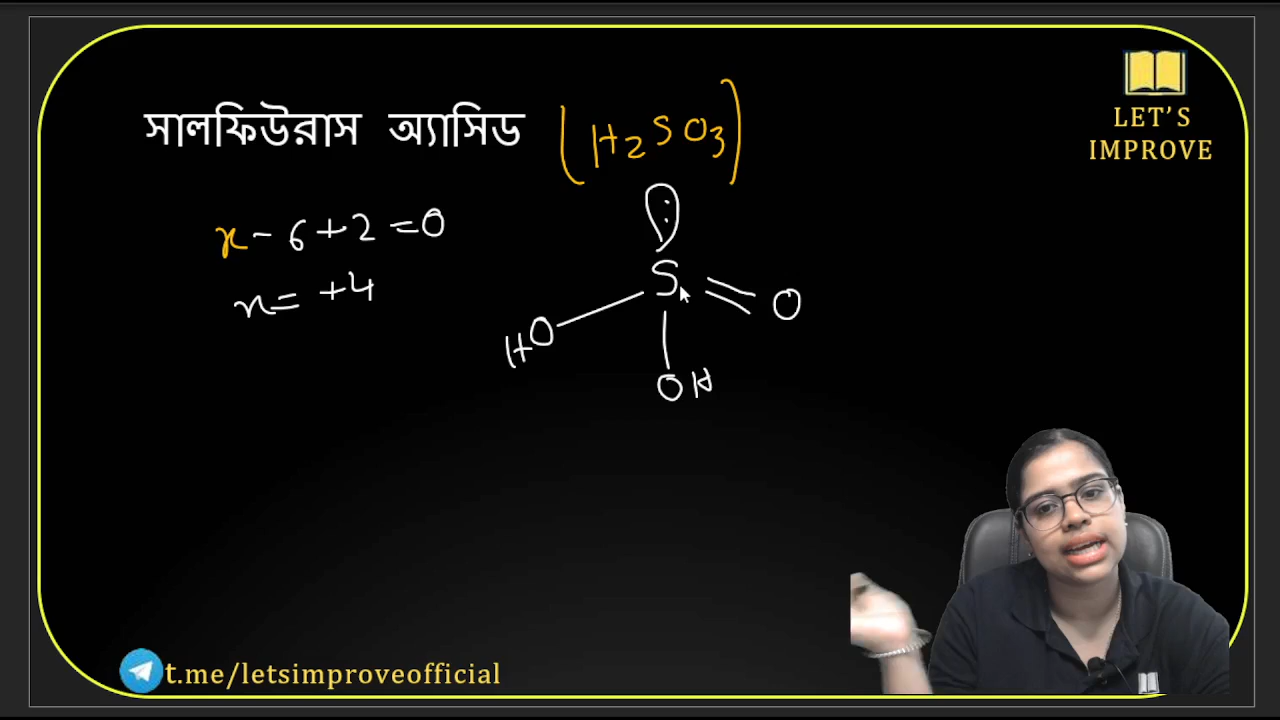 সালফিউরাস অ্যাসিড (H2SO3)
LET'S
IMPROVE
x - 6 + 2 = 0
x = +4
S
O
HO
OH
t.me/letsimproveofficial